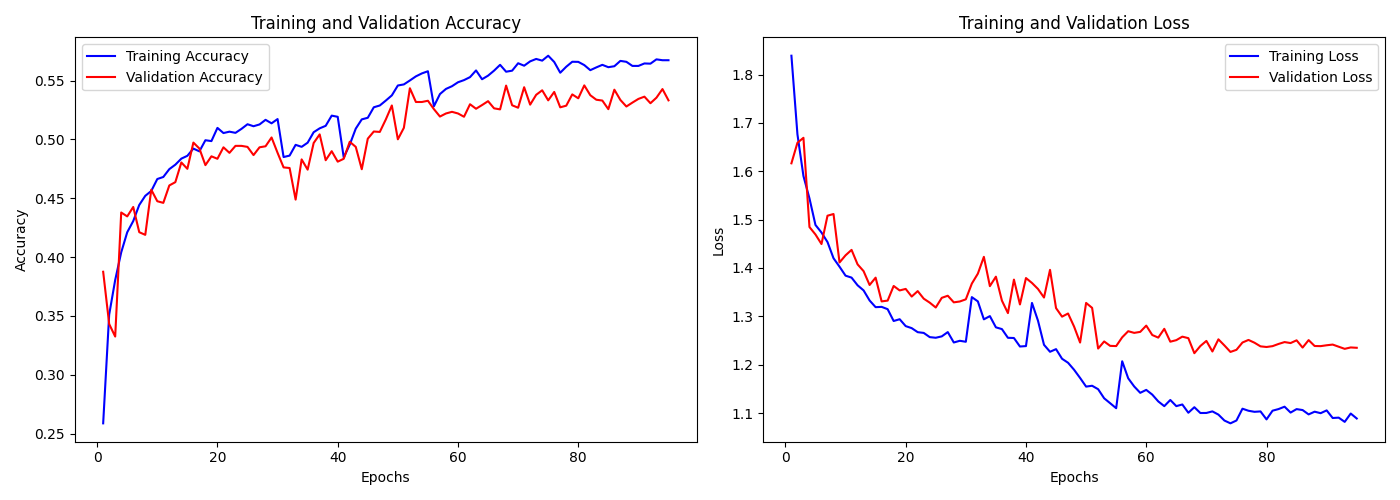 Training and Validation Accuracy
Training Accuracy
Validation Accuracy
0.55
0.50
0.45
0.40
0.35
0.30
0.25
Accuracy
0 20 40 60 80
Epochs
Training and Validation Loss
Training Loss
Validation Loss
1.8
1.7
1.6
1.5
1.4
1.3
1.2
1.1
Loss
0 20 40 60 80
Epochs